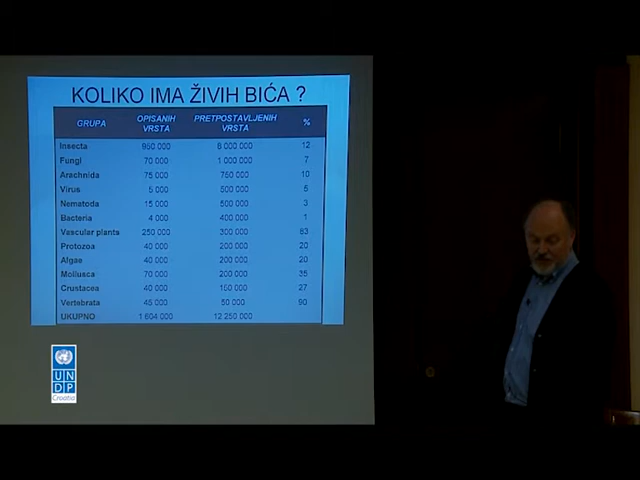 KOLIKO IMA ŽIVIH BIĆA ?
GRUPA OPISANIH VRSTA PRETPOSTAVLJENIH VRSTA %
Insecta 950 000 8 000 000 12
Fungi 70 000 1 000 000 7
Arachnida 75 000 750 000 10
Virus 5 000 500 000 5
Nematoda 15 000 500 000 3
Bacteria 4 000 400 000 1
Vascular plants 250 000 300 000 83
Protozoa 40 000 200 000 20
Algae 40 000 200 000 20
Mollusca 70 000 200 000 35
Crustacea 40 000 150 000 27
Vertebrata 45 000 50 000 90
UKUPNO 1 604 000 12 250 000
UN
DP
Croatia